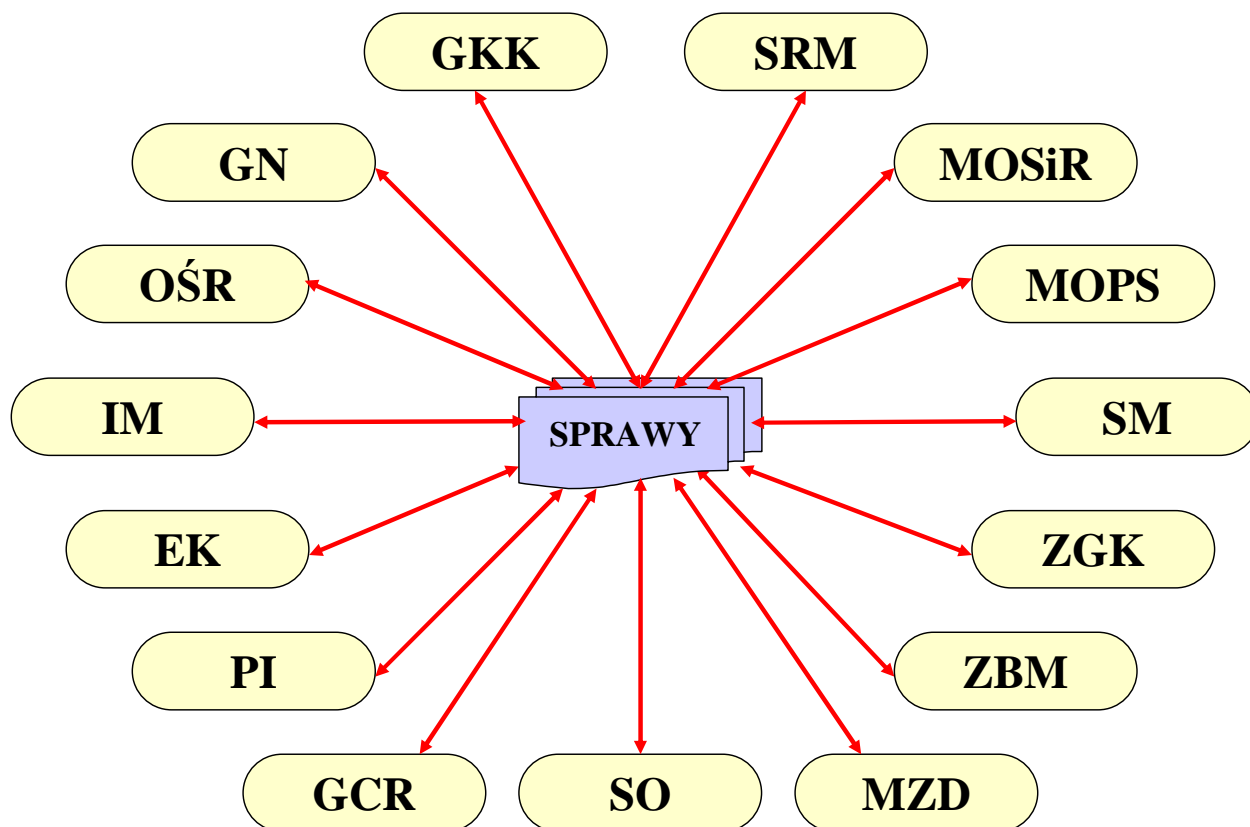 GKK
SRM
GN
MOSiR
OŚR
MOPS
IM
SPRAWY
SM
EK
ZGK
PI
ZBM
GCR
SO
MZD